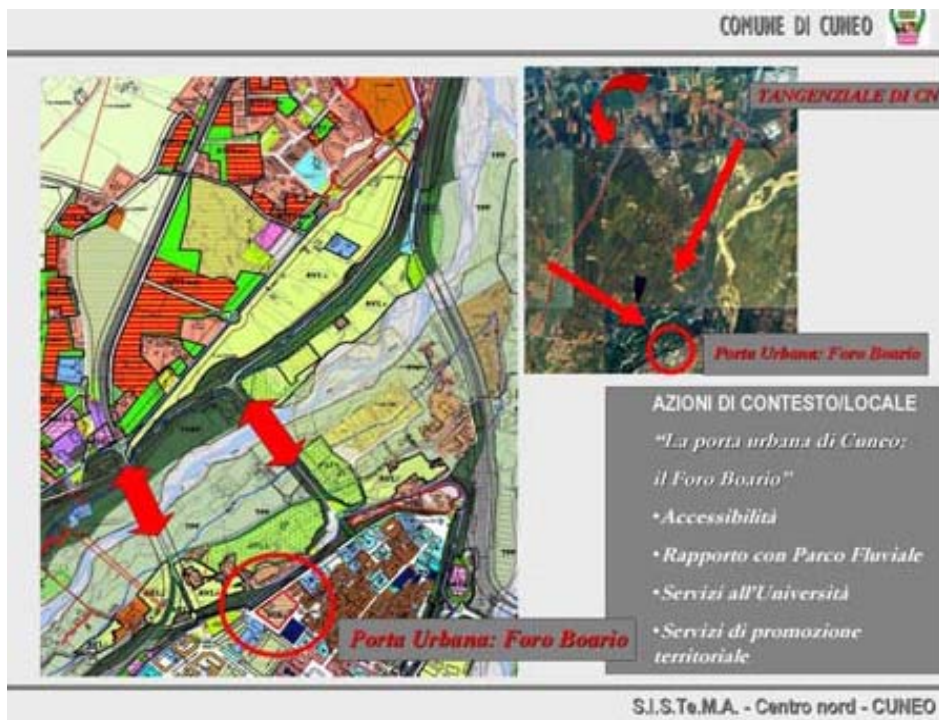 COMUNE DI CUNEO
TANGENZIALE DI CN
Porta Urbana: Foro Boario
AZIONI DI CONTESTO/LOCALE
“La porta urbana di Cuneo:
il Foro Boario”
•Accessibilità
•Rapporto con Parco Fluviale
•Servizi all'Università
•Servizi di promozione
territoriale
Porta Urbana: Foro Boario
S.I.S.Te.M.A. - Centro nord - CUNEO